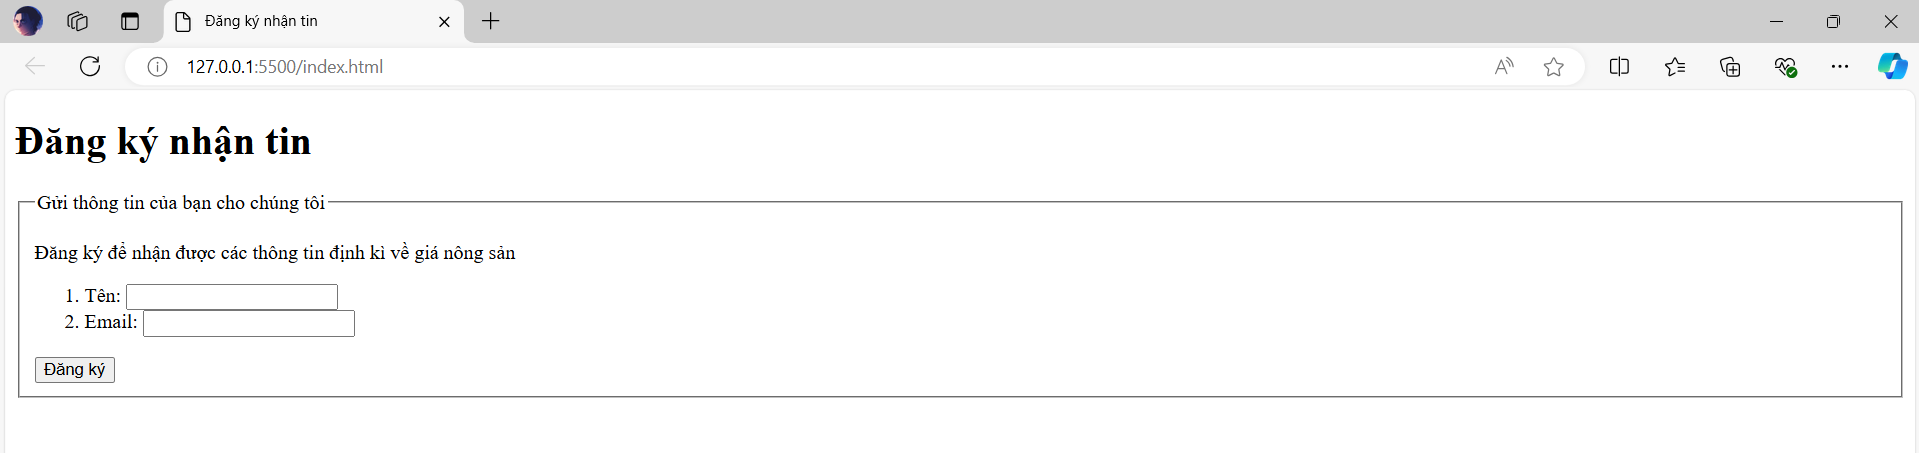 Đăng ký nhận tin
127.0.0.1:5500/index.html
Đăng ký nhận tin
Gửi thông tin của bạn cho chúng tôi
Đăng ký để nhận được các thông tin định kì về giá nông sản
1. Tên:
2. Email:
Đăng ký